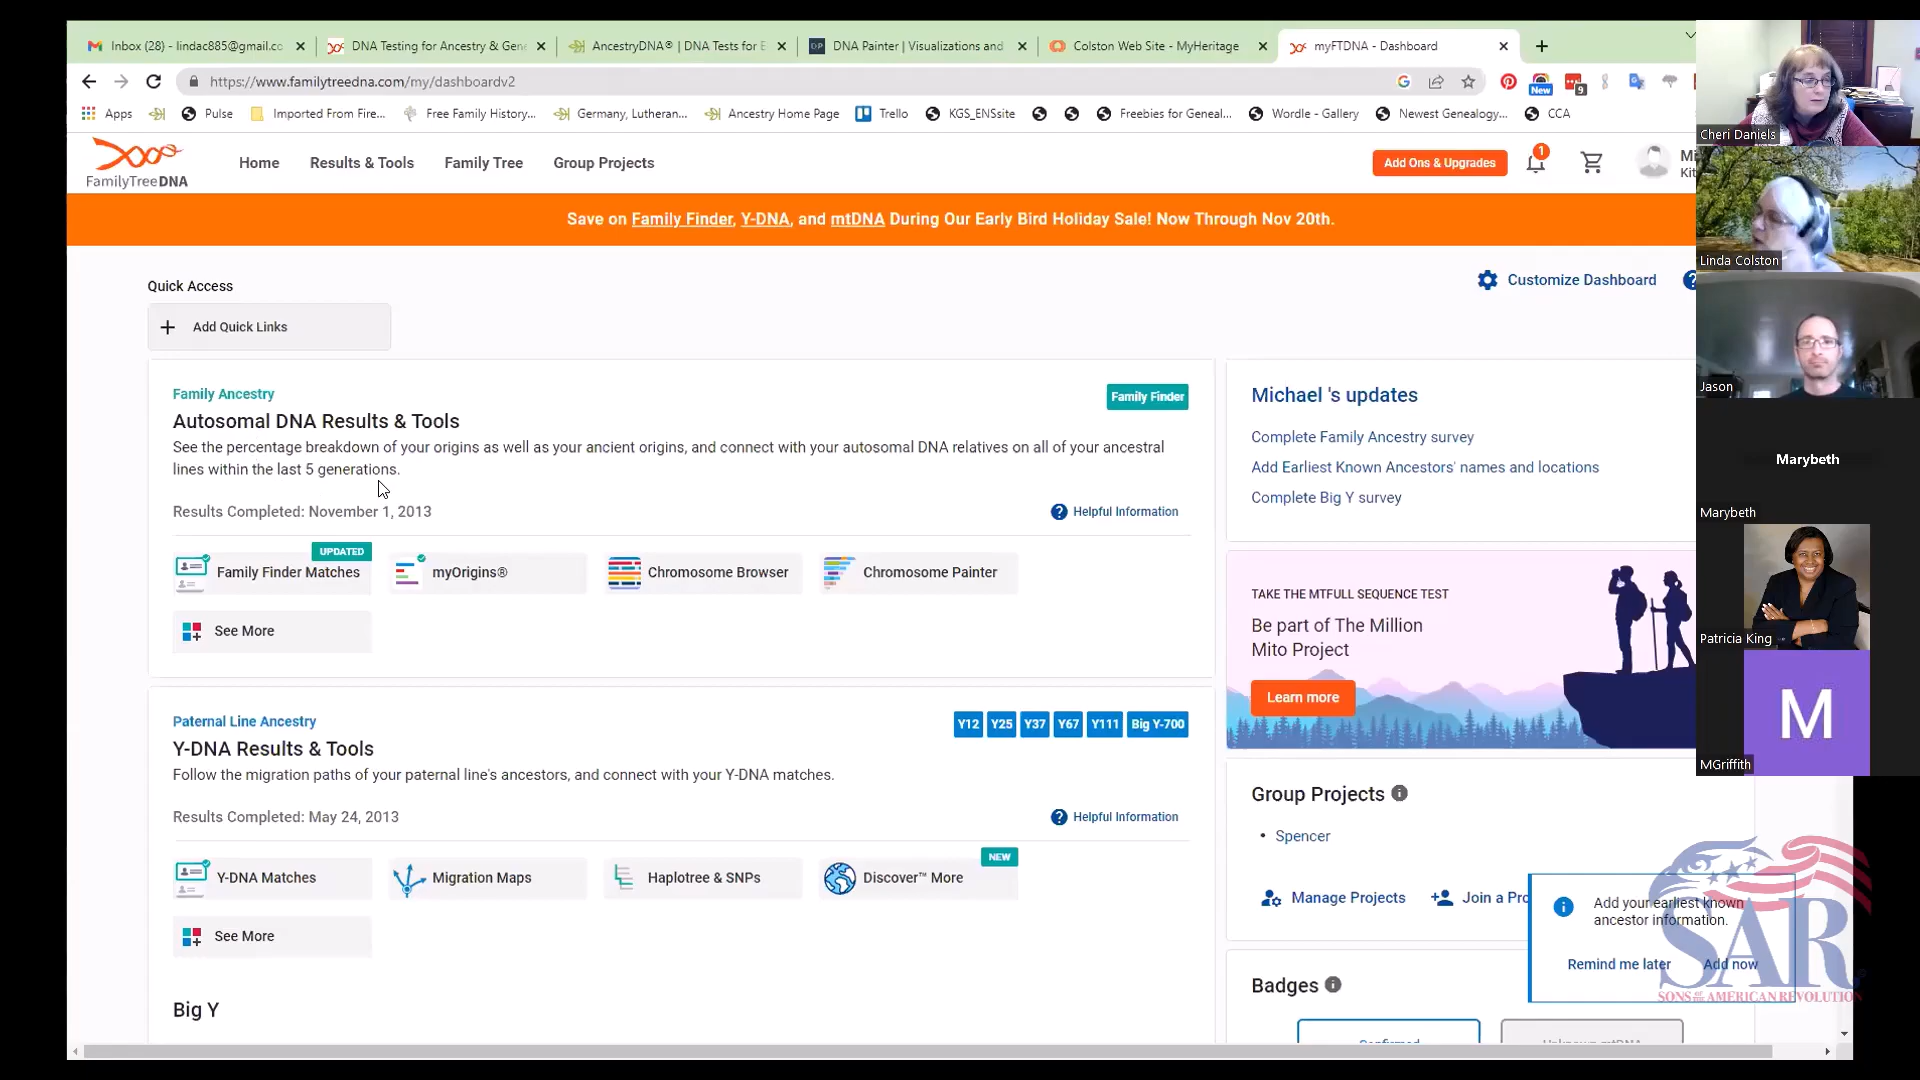 Inbox (28) - lindac885@gmail.co
DNA Testing for Ancestry & Gene
AncestryDNA® | DNA Tests for E
DNA Painter | Visualizations and
Colston Web Site - MyHeritage
myFTDNA - Dashboard
https://www.familytreedna.com/my/dashboardv2
New
9
Apps
Pulse
Imported From Fire...
Free Family History...
Germany, Lutheran...
Ancestry Home Page
Trello
KGS_ENSsite
Freebies for Geneal...
Wordle - Gallery
Newest Genealogy...
CCA
FamilyTreeDNA
Home
Results & Tools
Family Tree
Group Projects
Add Ons & Upgrades
1
Mi
Kit
Save on Family Finder, Y-DNA, and mtDNA During Our Early Bird Holiday Sale! Now Through Nov 20th.
Quick Access
Customize Dashboard
Add Quick Links
Family Ancestry
Family Finder
Autosomal DNA Results & Tools
See the percentage breakdown of your origins as well as your ancient origins, and connect with your autosomal DNA relatives on all of your ancestral
lines within the last 5 generations.
Results Completed: November 1, 2013
Helpful Information
UPDATED
Family Finder Matches
myOrigins®
Chromosome Browser
Chromosome Painter
See More
Paternal Line Ancestry
Y12
Y25
Y37
Y67
Y111
Big Y-700
Y-DNA Results & Tools
Follow the migration paths of your paternal line's ancestors, and connect with your Y-DNA matches.
Results Completed: May 24, 2013
Helpful Information
Y-DNA Matches
Migration Maps
Haplotree & SNPs
NEW
Discover™ More
See More
Big Y
Michael 's updates
Complete Family Ancestry survey
Add Earliest Known Ancestors' names and locations
Complete Big Y survey
TAKE THE MTFULL SEQUENCE TEST
Be part of The Million
Mito Project
Learn more
Group Projects
• Spencer
Manage Projects
Join a Pro
Add your earliest known
ancestor information.
Remind me later
Add now
Badges
Confirmed
Cheri Daniels
Linda Colston
Jason
Marybeth
Marybeth
Patricia King
M
MGriffith
SAR
SONS OF THE AMERICAN REVOLUTION